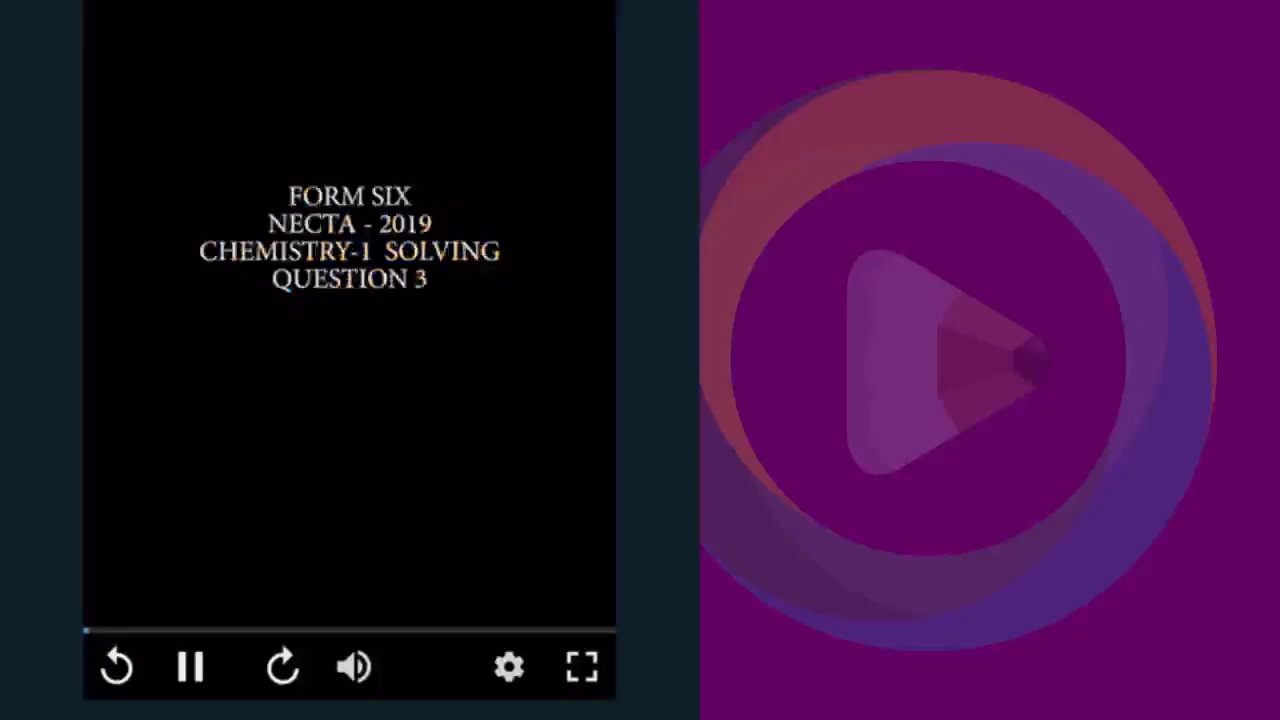 FORM SIX
NECTA - 2019
CHEMISTRY-1 SOLVING
QUESTION 3